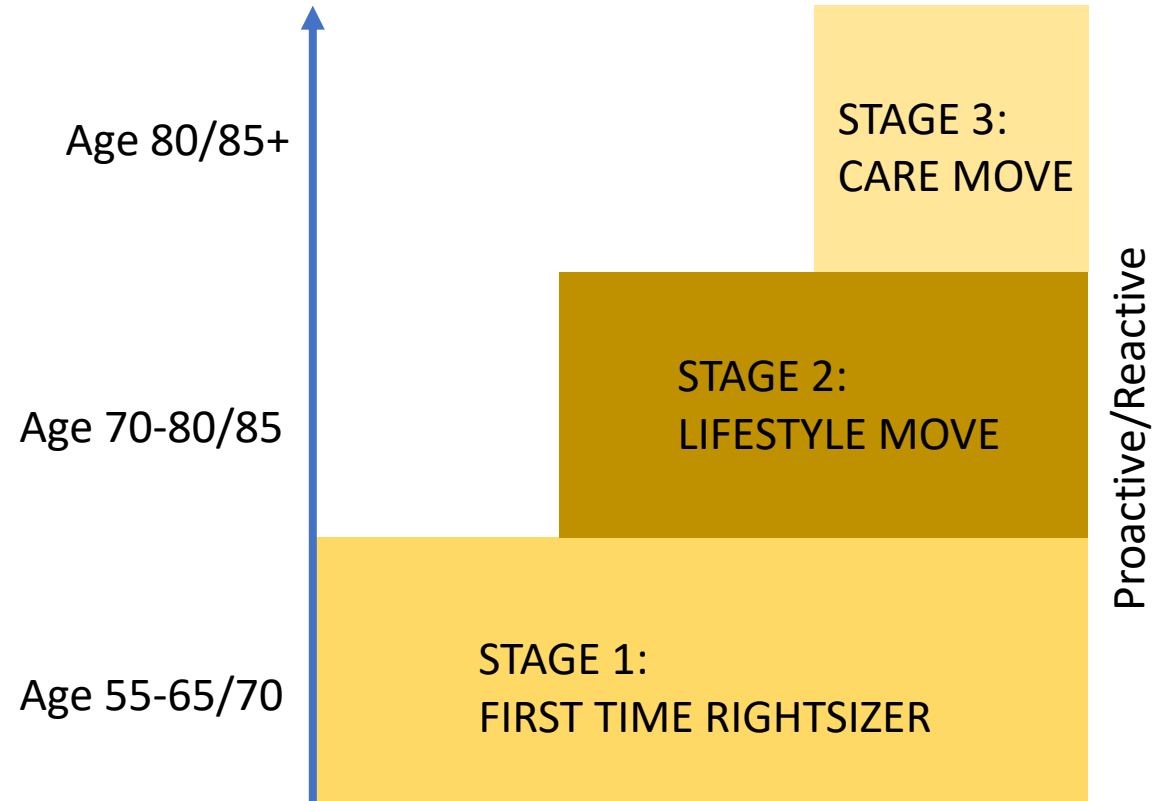 Age 80/85+
STAGE 3:
CARE MOVE
Age 70-80/85
STAGE 2:
LIFESTYLE MOVE
Proactive/Reactive
Age 55-65/70
STAGE 1:
FIRST TIME RIGHTSIZER